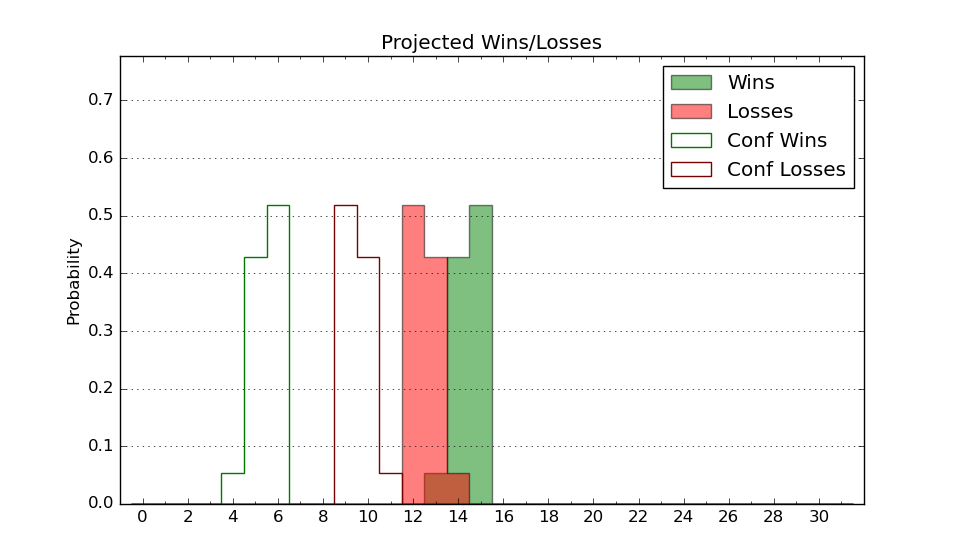 Projected Wins/Losses
Wins
Losses
Conf Wins
Conf Losses
Probability
0.7
0.6
0.5
0.4
0.3
0.2
0.1
0.0
0 2 4 6 8 10 12 14 16 18 20 22 24 26 28 30